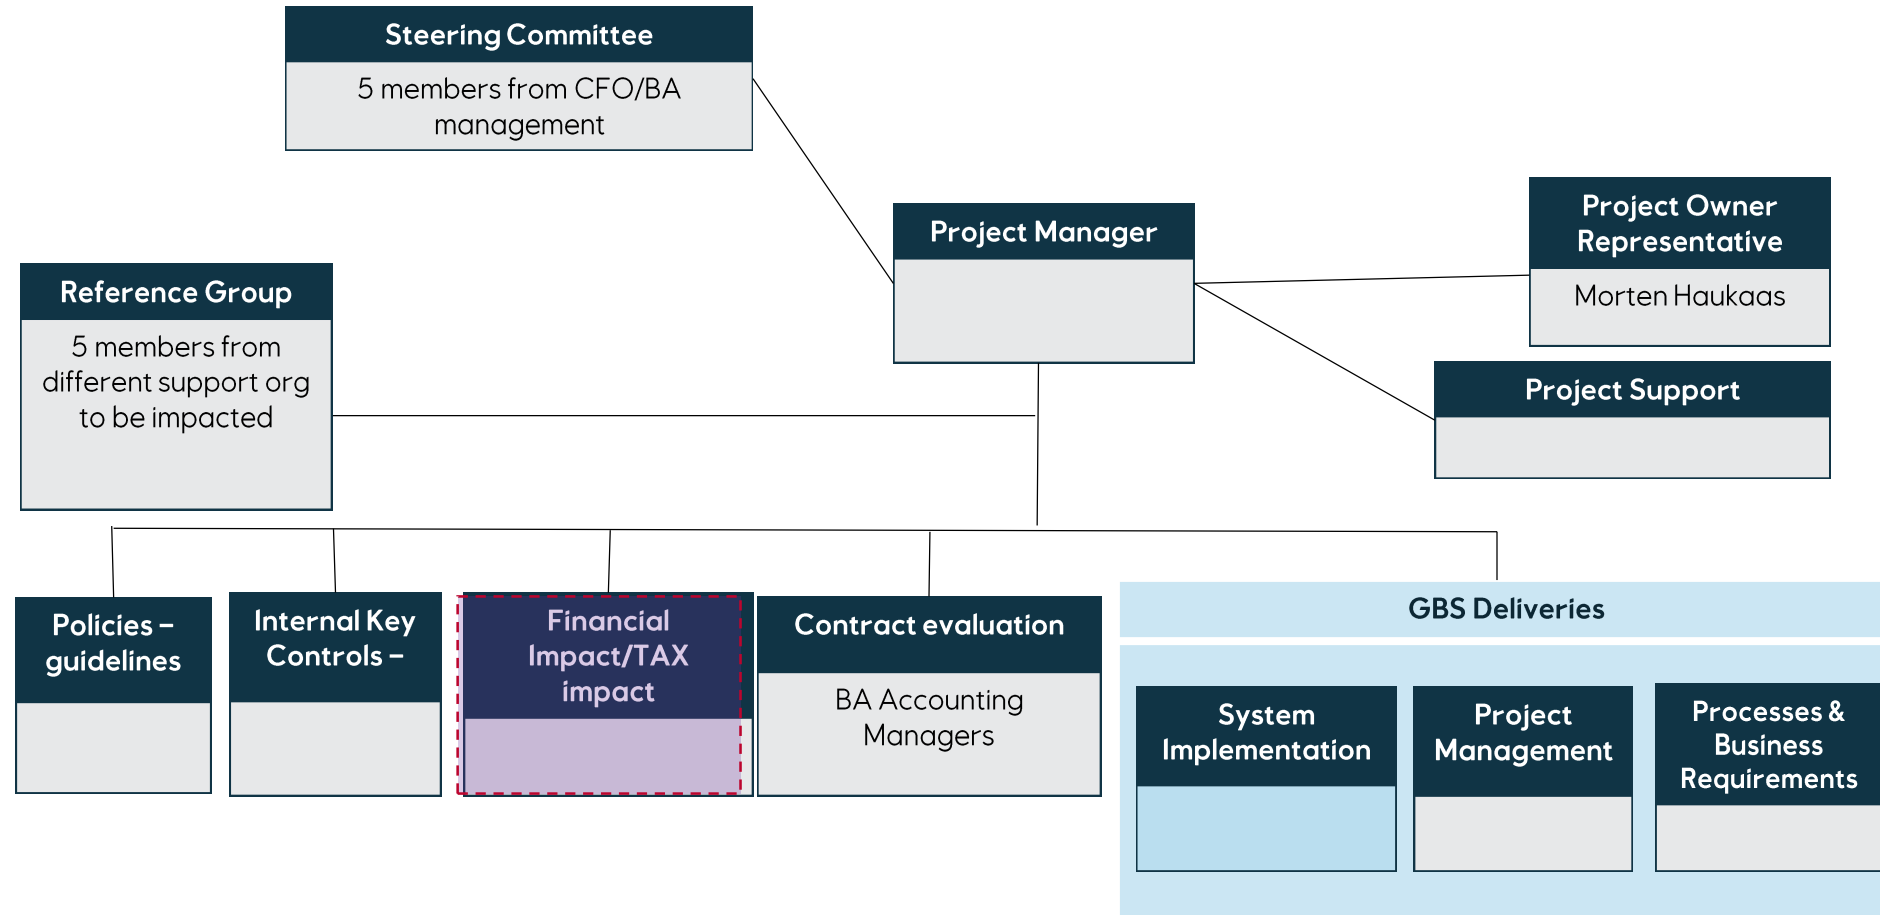 Steering Committee
5 members from CFO/BA
management
Project Manager
Project Owner
Representative
Morten Haukaas
Reference Group
5 members from
different support org
to be impacted
Project Support
Policies –
guidelines
Internal Key
Controls –
Financial
Impact/TAX
impact
Contract evaluation
BA Accounting
Managers
GBS Deliveries
System
Implementation
Project
Management
Processes &
Business
Requirements